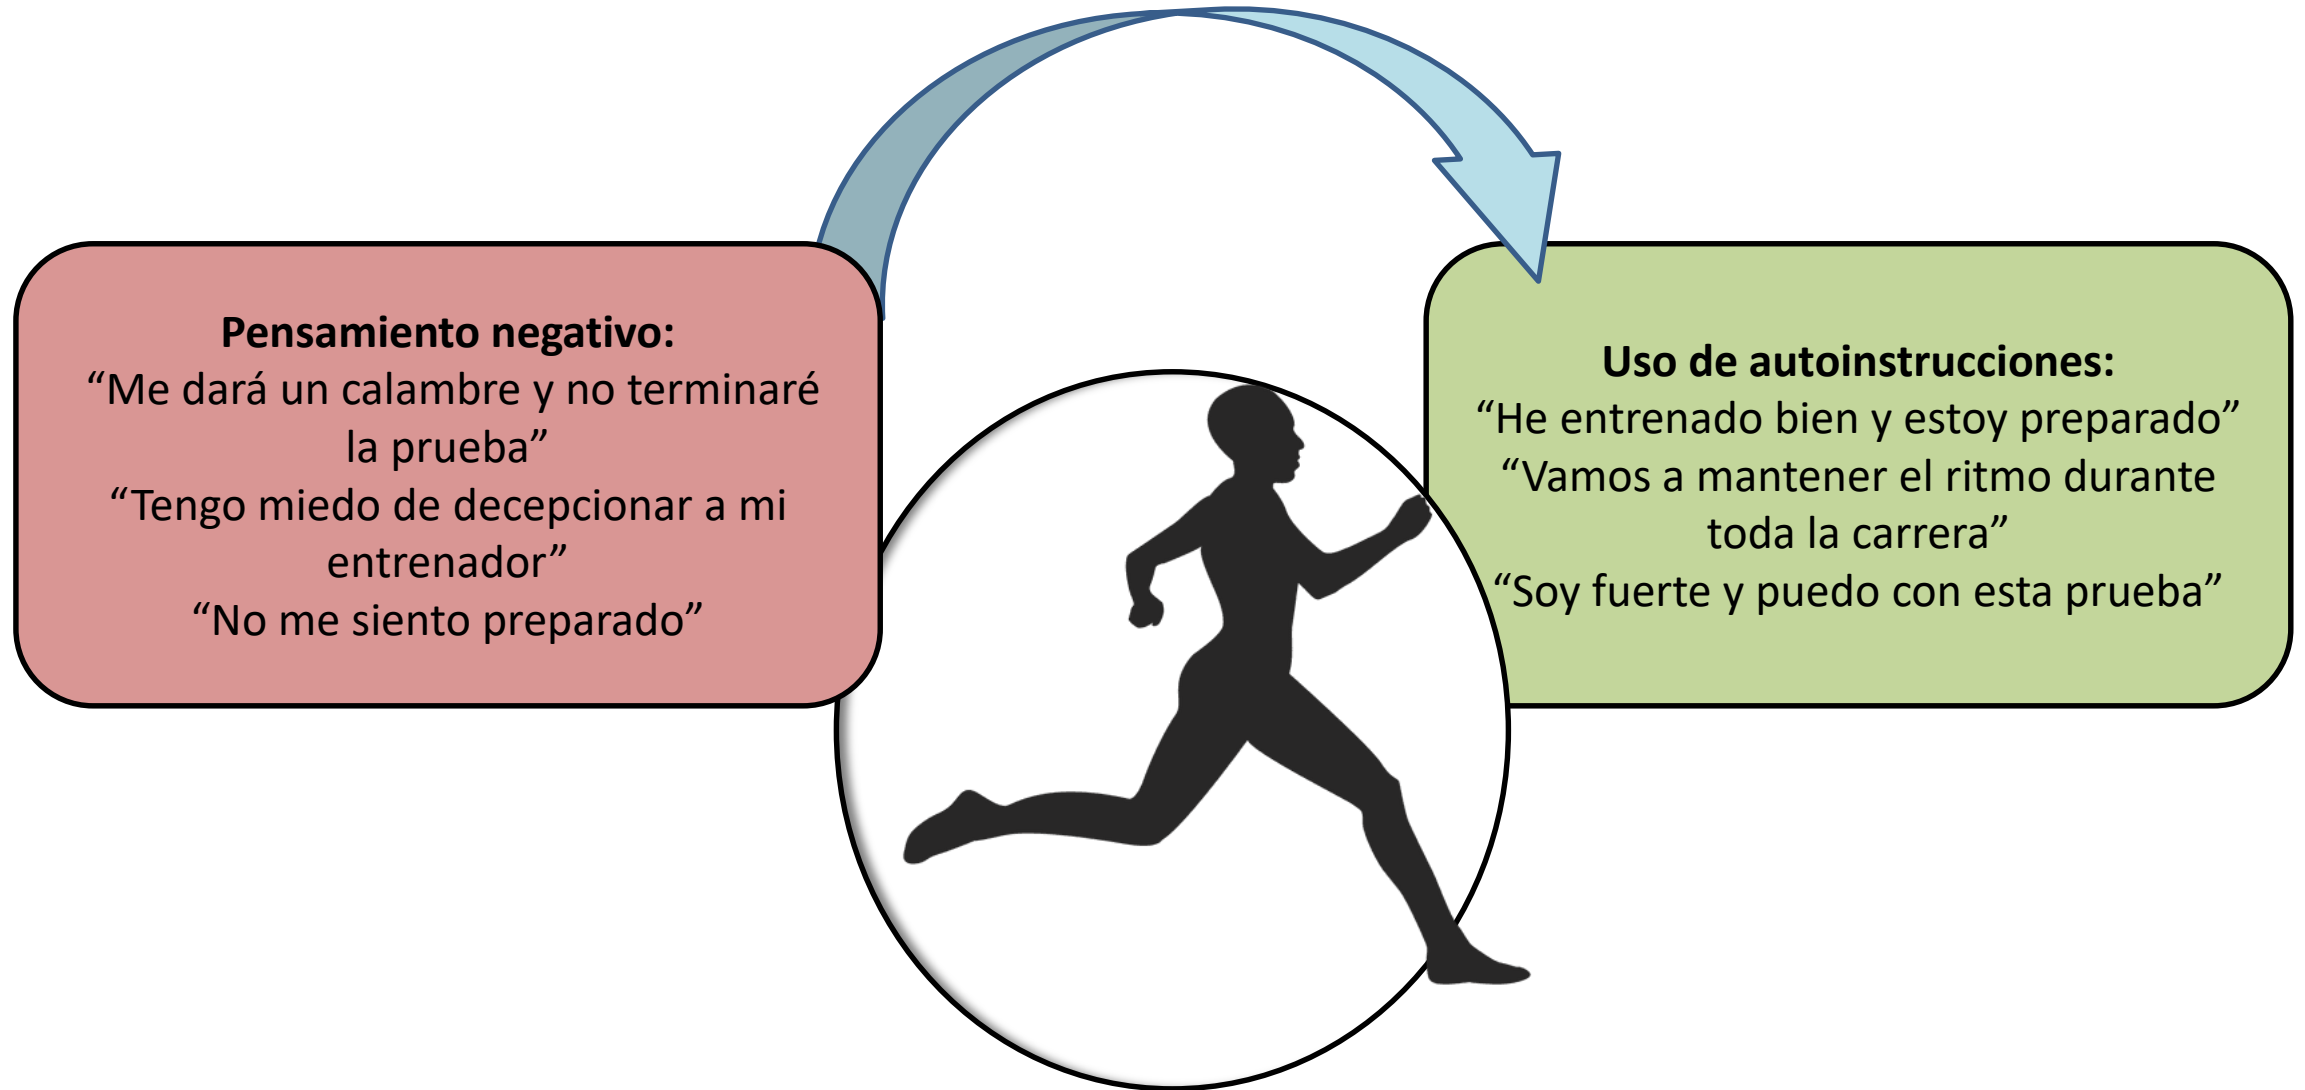 Pensamiento negativo:
“Me dará un calambre y no terminaré
la prueba”
“Tengo miedo de decepcionar a mi
entrenador”
“No me siento preparado”
Uso de autoinstrucciones:
“He entrenado bien y estoy preparado”
“Vamos a mantener el ritmo durante
toda la carrera”
“Soy fuerte y puedo con esta prueba”